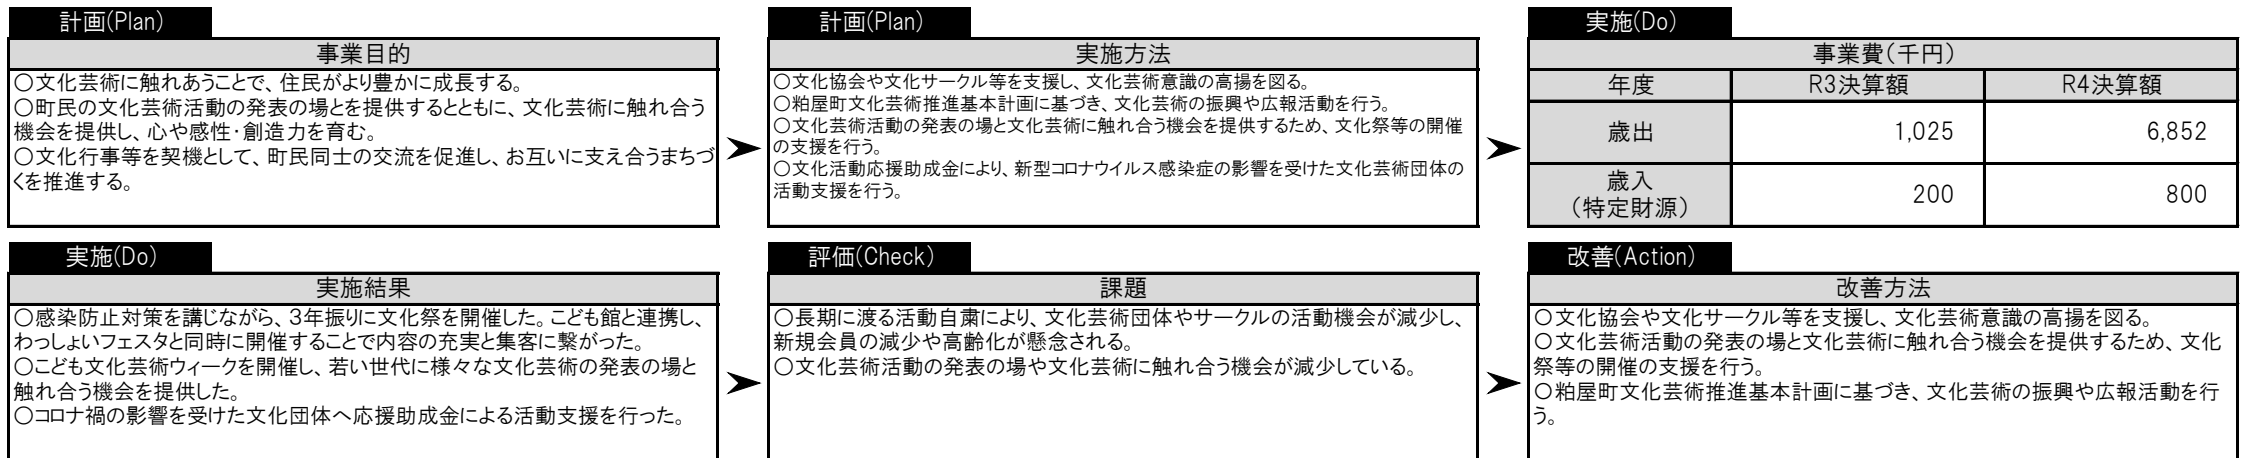 計画(Plan)
事業目的
○文化芸術に触れあうことで、住民がより豊かに成長する。
○町民の文化芸術活動の発表の場とを提供するとともに、文化芸術に触れ合う
機会を提供し、心や感性・創造力を育む。
○文化行事等を契機として、町民同士の交流を促進し、お互いに支え合うまちづ
くを推進する。
計画(Plan)
実施方法
○文化協会や文化サークル等を支援し、文化芸術意識の高揚を図る。
○粕屋町文化芸術推進基本計画に基づき、文化芸術の振興や広報活動を行う。
○文化芸術活動の発表の場と文化芸術に触れ合う機会を提供するため、文化祭等の開催
の支援を行う。
○文化活動応援助成金により、新型コロナウイルス感染症の影響を受けた文化芸術団体の
活動支援を行う。
実施(Do)
事業費(千円)
年度 R3決算額 R4決算額
歳出 1,025 6,852
歳入
(特定財源) 200 800
実施(Do)
実施結果
○感染防止対策を講じながら、3年振りに文化祭を開催した。こども館と連携し、
わっしょいフェスタと同時に開催することで内容の充実と集客に繋がった。
○こども文化芸術ウィークを開催し、若い世代に様々な文化芸術の発表の場と
触れ合う機会を提供した。
○コロナ禍の影響を受けた文化団体へ応援助成金による活動支援を行った。
評価(Check)
課題
○長期に渡る活動自粛により、文化芸術団体やサークルの活動機会が減少し、
新規会員の減少や高齢化が懸念される。
○文化芸術活動の発表の場や文化芸術に触れ合う機会が減少している。
改善(Action)
改善方法
○文化協会や文化サークル等を支援し、文化芸術意識の高揚を図る。
○文化芸術活動の発表の場と文化芸術に触れ合う機会を提供するため、文化
祭等の開催の支援を行う。
○粕屋町文化芸術推進基本計画に基づき、文化芸術の振興や広報活動を行
う。